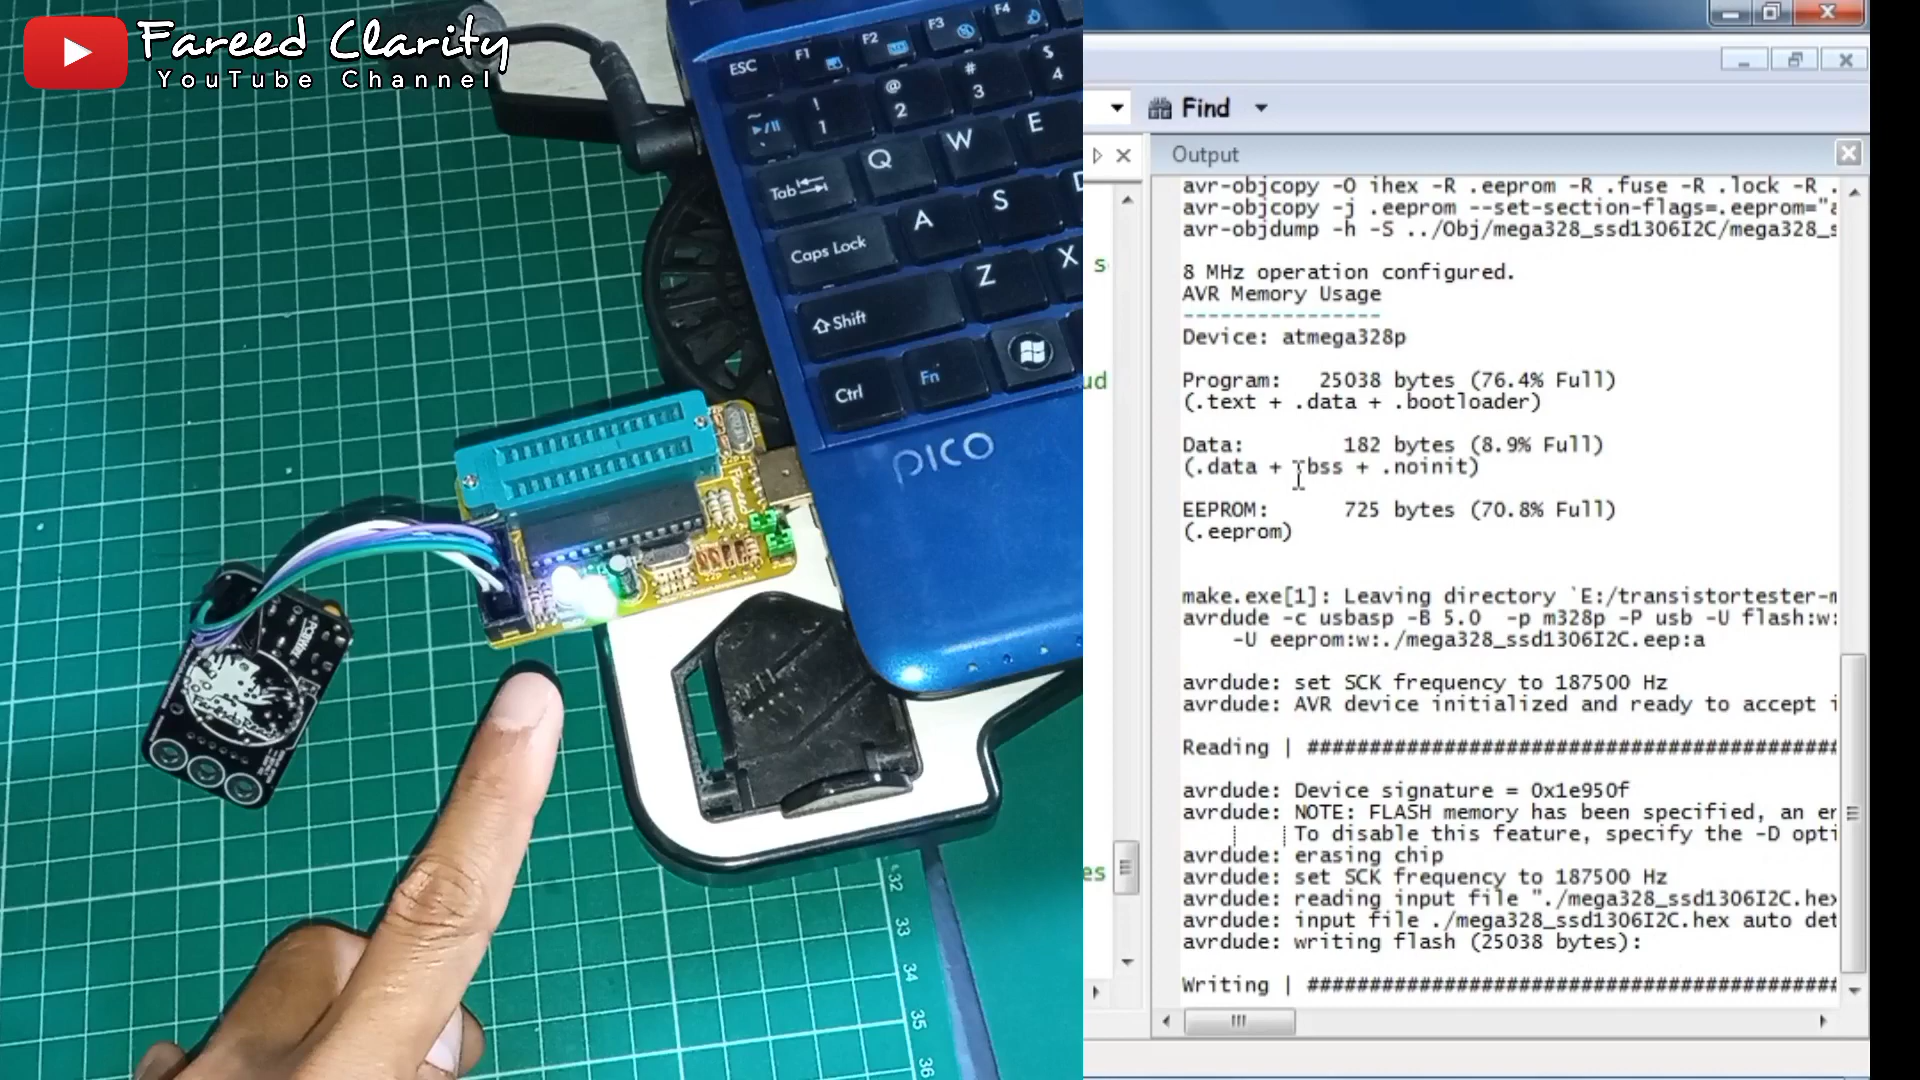 Fareed Clarity
YouTube Channel
ESC F1 F2 F3 F4
~ ` ! 1 @ 2 # 3 $ 4
Tab Q W E
Caps Lock A S D
Shift Z X
Ctrl Fn
PICO
32
33
34
35
36
Find
Output
avr-objcopy -O ihex -R .eeprom -R .fuse -R .lock -R .
avr-objcopy -j .eeprom --set-section-flags=.eeprom="a
avr-objdump -h -S ../Obj/mega328_ssd1306I2C/mega328_s
8 MHz operation configured.
AVR Memory Usage
----------------
Device: atmega328p
Program: 25038 bytes (76.4% Full)
(.text + .data + .bootloader)
Data: 182 bytes (8.9% Full)
(.data + .bss + .noinit)
EEPROM: 725 bytes (70.8% Full)
(.eeprom)
make.exe[1]: Leaving directory `E:/transistortester-m
avrdude -c usbasp -B 5.0 -p m328p -P usb -U flash:w:
-U eeprom:w:./mega328_ssd1306I2C.eep:a
avrdude: set SCK frequency to 187500 Hz
avrdude: AVR device initialized and ready to accept i
Reading | ###########################################
avrdude: Device signature = 0x1e950f
avrdude: NOTE: FLASH memory has been specified, an er
To disable this feature, specify the -D opti
avrdude: erasing chip
avrdude: set SCK frequency to 187500 Hz
avrdude: reading input file "./mega328_ssd1306I2C.hex
avrdude: input file ./mega328_ssd1306I2C.hex auto det
avrdude: writing flash (25038 bytes):
Writing | ###########################################
s
ud
es